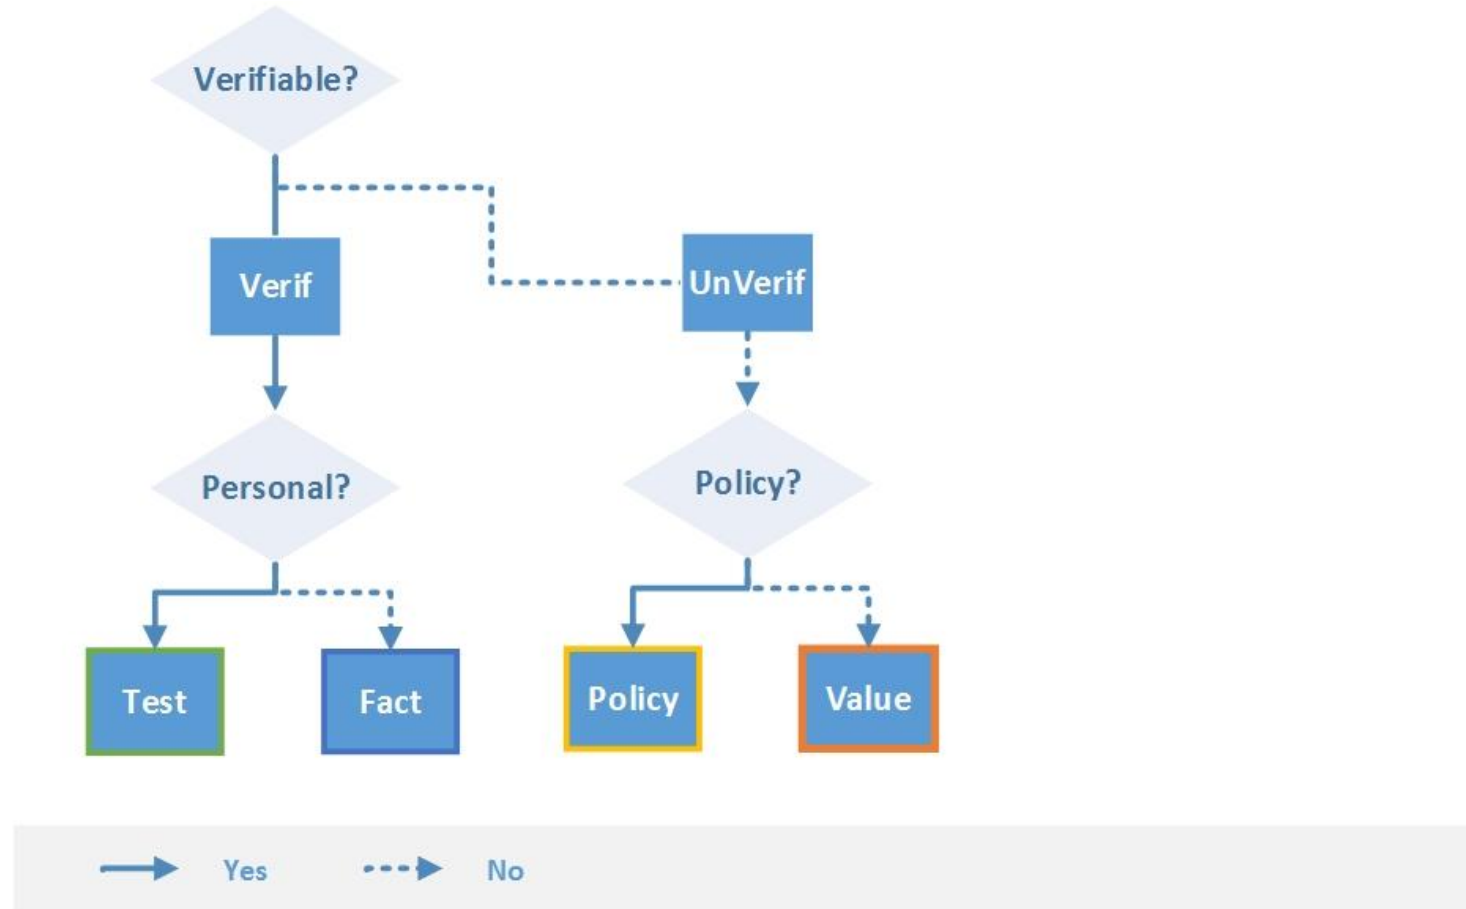 Verifiable?
Verif
UnVerif
Personal?
Policy?
Test
Fact
Policy
Value
Yes
No